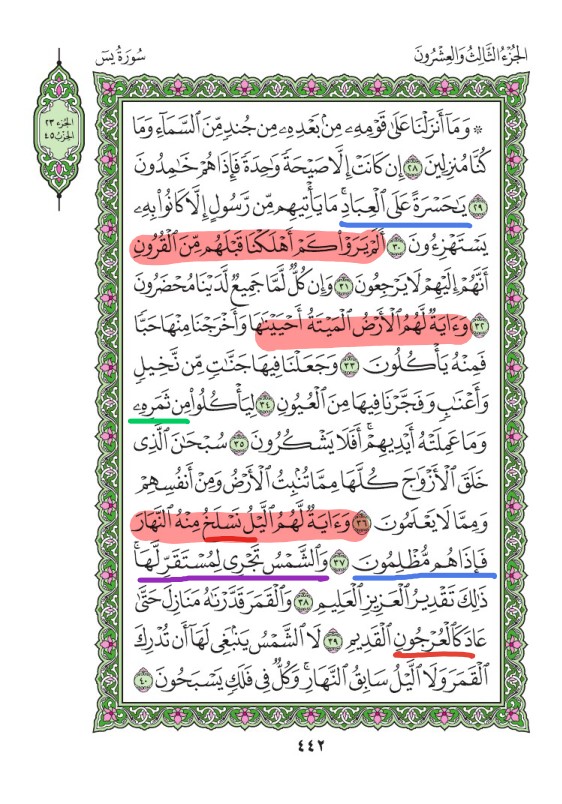 الجُزْءُ الثَّالِثُ وَالعِشْرُونَ
سُورَةُ يسٓ
الجزء ٢٣
الحزب ٤٥
۞ وَمَآ أَنزَلْنَا عَلَىٰ قَوْمِهِۦ مِنۢ بَعْدِهِۦ مِن جُندٍ مِّنَ ٱلسَّمَآءِ وَمَا
كُنَّا مُنزِلِينَ ٢٨ إِن كَانَتْ إِلَّا صَيْحَةً وَٰحِدَةً فَإِذَا هُمْ خَٰمِدُونَ
٢٩ يَٰحَسْرَةً عَلَى ٱلْعِبَادِۚ مَا يَأْتِيهِم مِّن رَّسُولٍ إِلَّا كَانُوا۟ بِهِۦ
يَسْتَهْزِءُونَ ٣٠ أَلَمْ يَرَوْا۟ كَمْ أَهْلَكْنَا قَبْلَهُم مِّنَ ٱلْقُرُونِ
أَنَّهُمْ إِلَيْهِمْ لَا يَرْجِعُونَ ٣١ وَإِن كُلٌّ لَّمَّا جَمِيعٌ لَّدَيْنَا مُحْضَرُونَ
٣٢ وَءَايَةٌ لَّهُمُ ٱلْأَرْضُ ٱلْمَيْتَةُ أَحْيَيْنَٰهَا وَأَخْرَجْنَا مِنْهَا حَبًّا
فَمِنْهُ يَأْكُلُونَ ٣٣ وَجَعَلْنَا فِيهَا جَنَّٰتٍ مِّن نَّخِيلٍ
وَأَعْنَٰبٍ وَفَجَّرْنَا فِيهَا مِنَ ٱلْعُيُونِ ٣٤ لِيَأْكُلُوا۟ مِن ثَمَرِهِۦ
وَمَا عَمِلَتْهُ أَيْدِيهِمْۚ أَفَلَا يَشْكُرُونَ ٣٥ سُبْحَٰنَ ٱلَّذِى
خَلَقَ ٱلْأَزْوَٰجَ كُلَّهَا مِمَّا تُنۢبِتُ ٱلْأَرْضُ وَمِنْ أَنفُسِهِمْ
وَمِمَّا لَا يَعْلَمُونَ ٣٦ وَءَايَةٌ لَّهُمُ ٱلَّيْلُ نَسْلَخُ مِنْهُ ٱلنَّهَارَ
فَإِذَا هُم مُّظْلِمُونَ ٣٧ وَٱلشَّمْسُ تَجْرِى لِمُسْتَقَرٍّ لَّهَاۚ
ذَٰلِكَ تَقْدِيرُ ٱلْعَزِيزِ ٱلْعَلِيمِ ٣٨ وَٱلْقَمَرَ قَدَّرْنَٰهُ مَنَازِلَ حَتَّىٰ
عَادَ كَٱلْعُرْجُونِ ٱلْقَدِيمِ ٣٩ لَا ٱلشَّمْسُ يَنۢبَغِى لَهَآ أَن تُدْرِكَ
ٱلْقَمَرَ وَلَا ٱلَّيْلُ سَابِقُ ٱلنَّهَارِۚ وَكُلٌّ فِى فَلَكٍ يَسْبَحُونَ ٤٠
٤٤٢